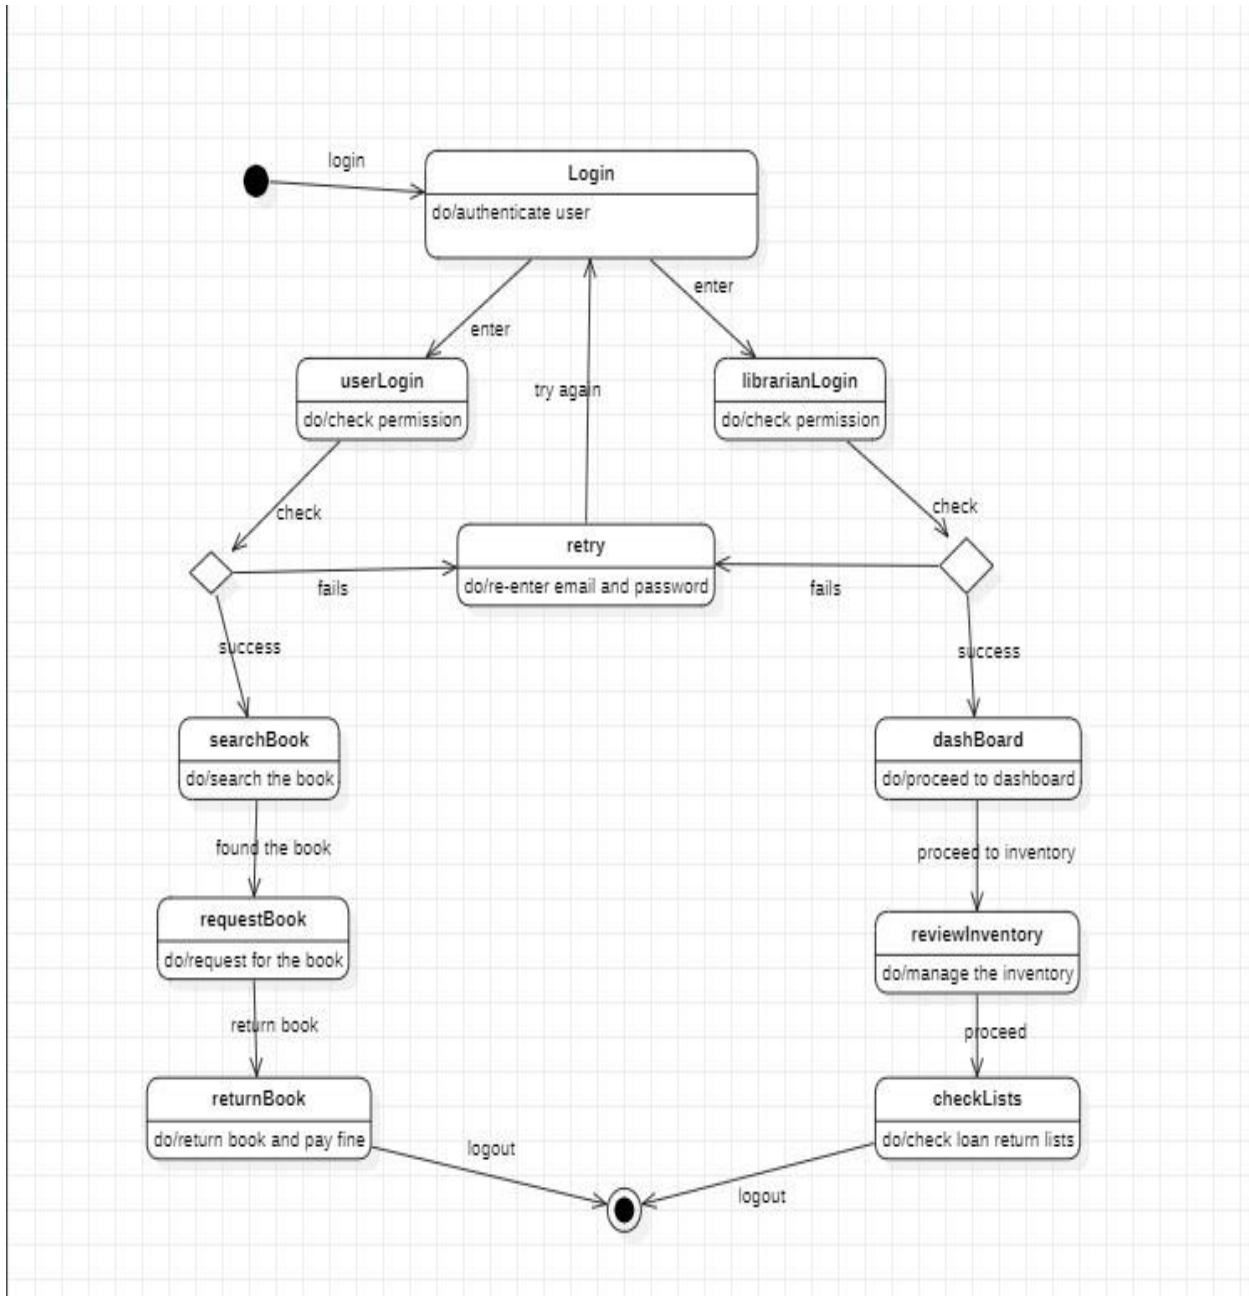 login
Login
do/authenticate user
enter
enter
userLogin
do/check permission
try again
librarianLogin
do/check permission
check
check
retry
do/re-enter email and password
fails
fails
success
success
searchBook
do/search the book
dashBoard
do/proceed to dashboard
found the book
proceed to inventory
requestBook
do/request for the book
reviewInventory
do/manage the inventory
return book
proceed
returnBook
do/return book and pay fine
checkLists
do/check loan return lists
logout
logout